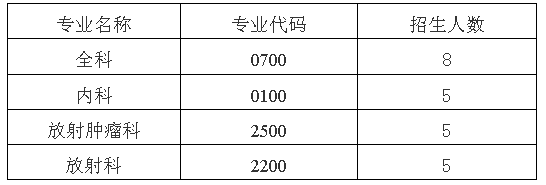 专业名称 专业代码 招生人数
全科 0700 8
内科 0100 5
放射肿瘤科 2500 5
放射科 2200 5